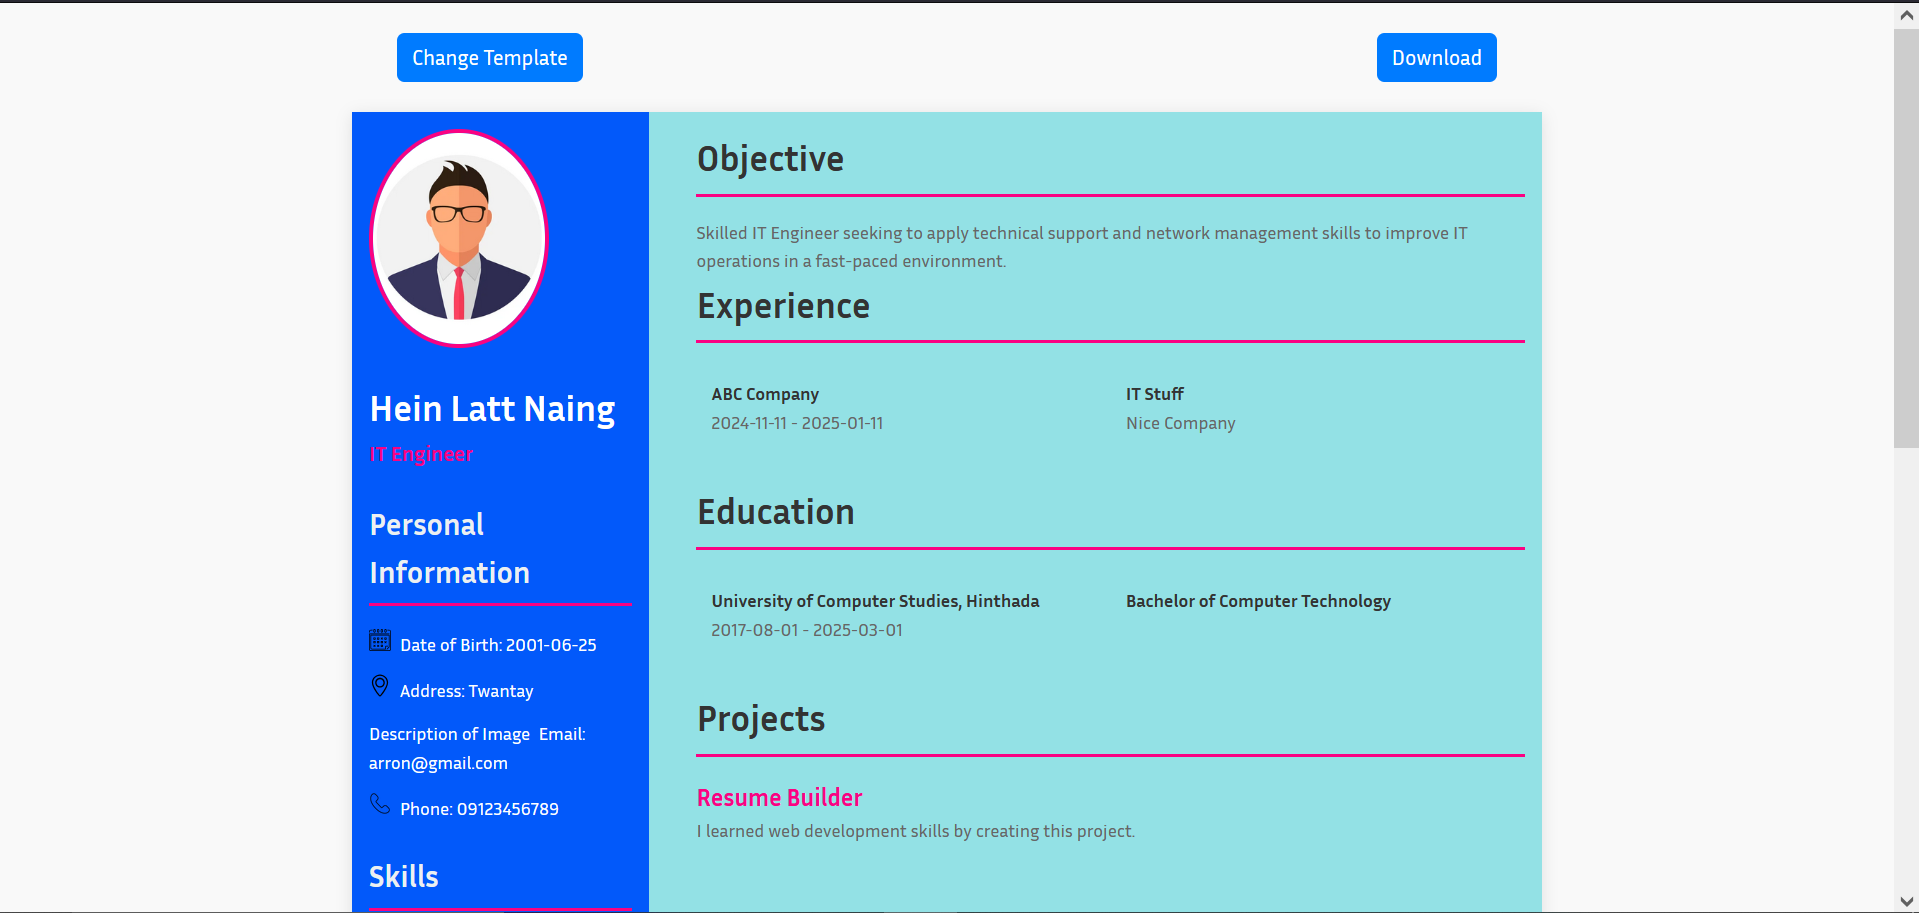 Change Template
Download
Hein Latt Naing
IT Engineer
Personal
Information
Date of Birth: 2001-06-25
Address: Twantay
Description of Image Email:
arron@gmail.com
Phone: 09123456789
Skills
Objective
Skilled IT Engineer seeking to apply technical support and network management skills to improve IT
operations in a fast-paced environment.
Experience
ABC Company
2024-11-11 - 2025-01-11
IT Stuff
Nice Company
Education
University of Computer Studies, Hinthada
2017-08-01 - 2025-03-01
Bachelor of Computer Technology
Projects
Resume Builder
I learned web development skills by creating this project.